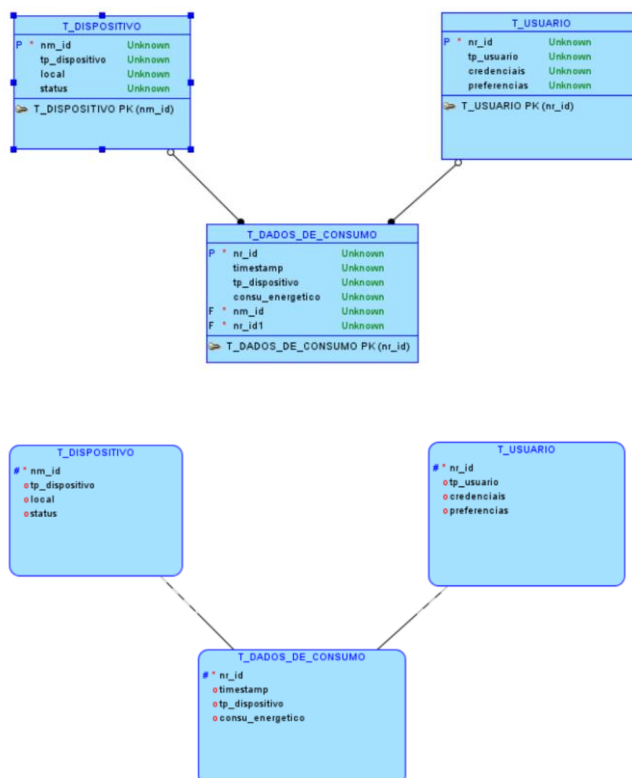 T_DISPOSITIVO
P * nm_id Unknown
tp_dispositivo Unknown
local Unknown
status Unknown
T_DISPOSITIVO PK (nm_id)
T_USUARIO
P * nr_id Unknown
tp_usuario Unknown
credenciais Unknown
preferencias Unknown
T_USUARIO PK (nr_id)
T_DADOS_DE_CONSUMO
P * nr_id Unknown
timestamp Unknown
tp_dispositivo Unknown
consu_energetico Unknown
F * nm_id Unknown
F * nr_id1 Unknown
T_DADOS_DE_CONSUMO PK (nr_id)
T_DISPOSITIVO
# * nm_id
o tp_dispositivo
o local
o status
T_USUARIO
# * nr_id
o tp_usuario
o credenciais
o preferencias
T_DADOS_DE_CONSUMO
# * nr_id
o timestamp
o tp_dispositivo
o consu_energetico